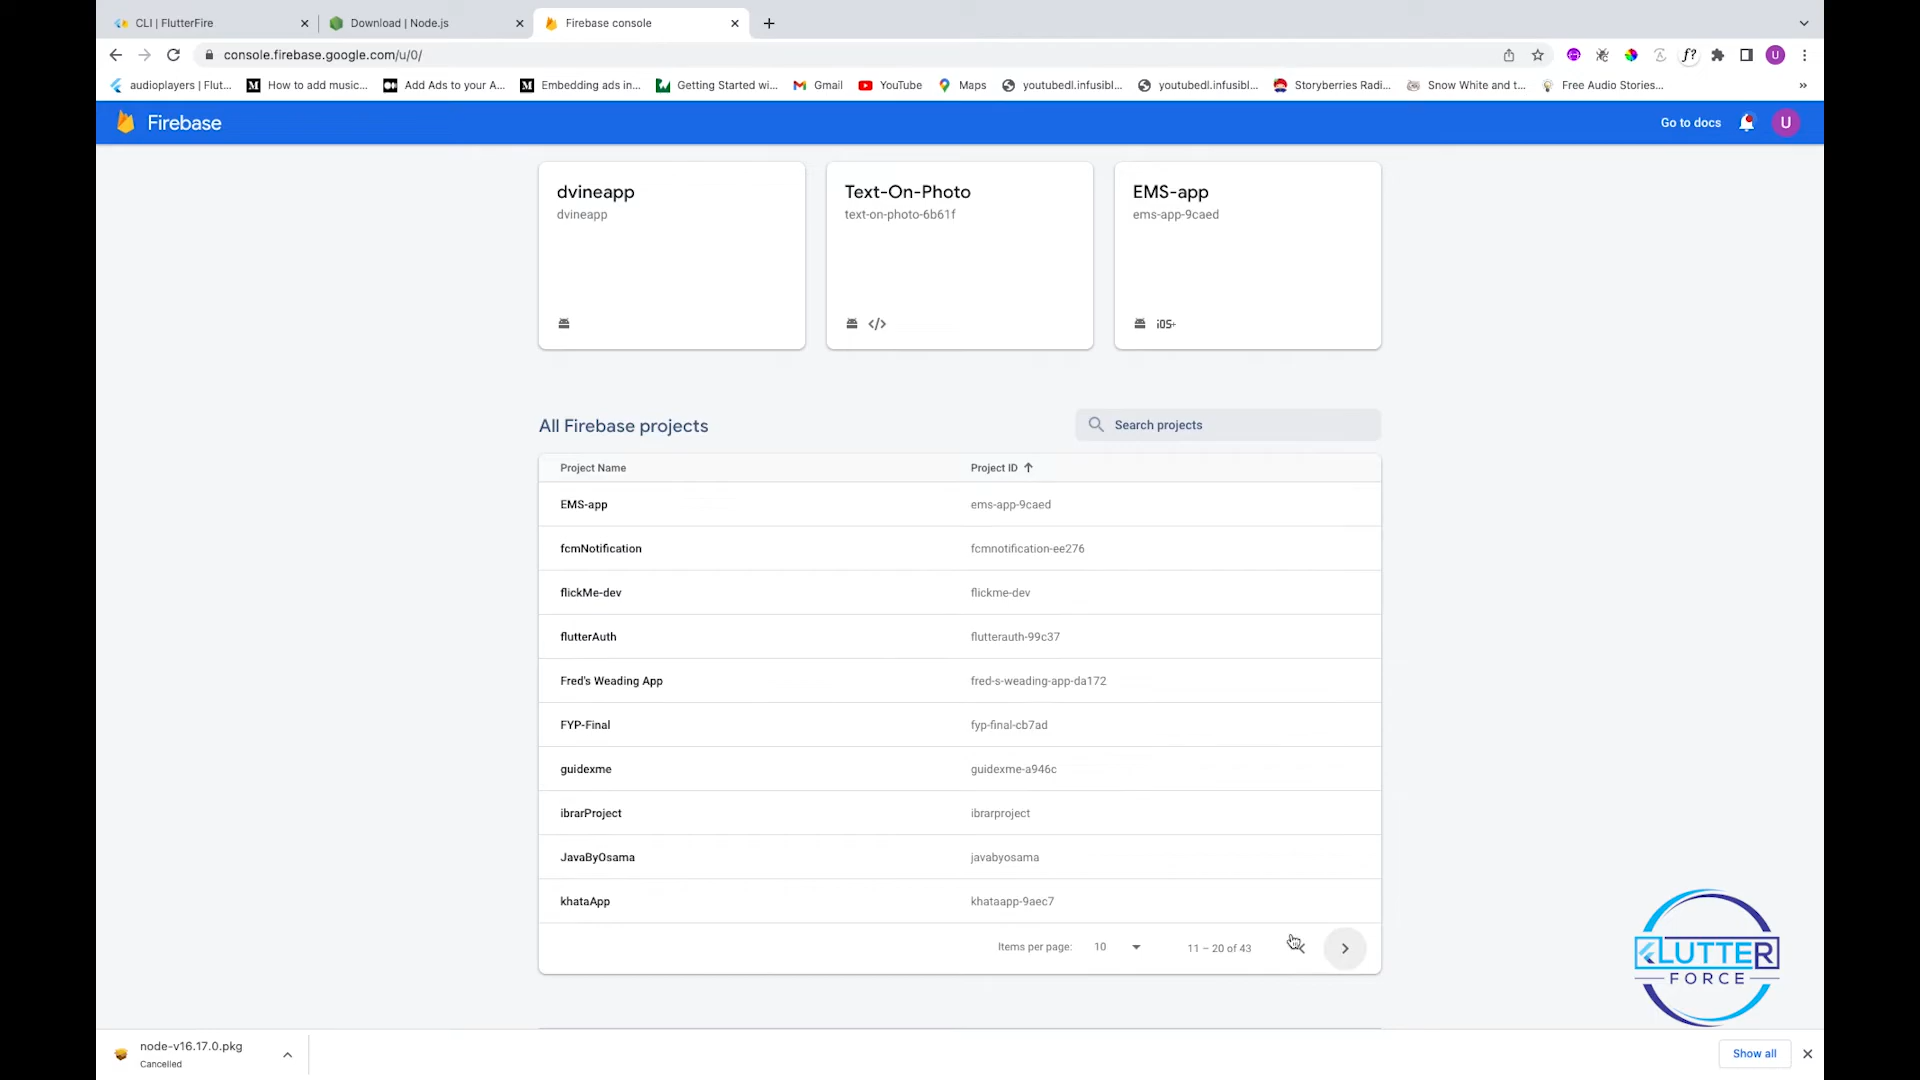 CLI | FlutterFire
Download | Node.js
Firebase console
console.firebase.google.com/u/0/
f?
U
audioplayers | Flut...
How to add music...
Add Ads to your A...
Embedding ads in...
Getting Started wi...
Gmail
YouTube
Maps
youtubedl.infusibl...
youtubedl.infusibl...
Storyberries Radi...
Snow White and t...
Free Audio Stories...
»
Firebase
Go to docs
U
dvineapp
dvineapp
Text-On-Photo
text-on-photo-6b61f
</>
EMS-app
ems-app-9caed
iOS+
All Firebase projects
Search projects
Project Name
Project ID
EMS-app
ems-app-9caed
fcmNotification
fcmnotification-ee276
flickMe-dev
flickme-dev
flutterAuth
flutterauth-99c37
Fred's Weading App
fred-s-weading-app-da172
FYP-Final
fyp-final-cb7ad
guidexme
guidexme-a946c
ibrarProject
ibrarproject
JavaByOsama
javabyosama
khataApp
khataapp-9aec7
Items per page:
10
11 – 20 of 43
LUTTER
FORCE
node-v16.17.0.pkg
Cancelled
Show all